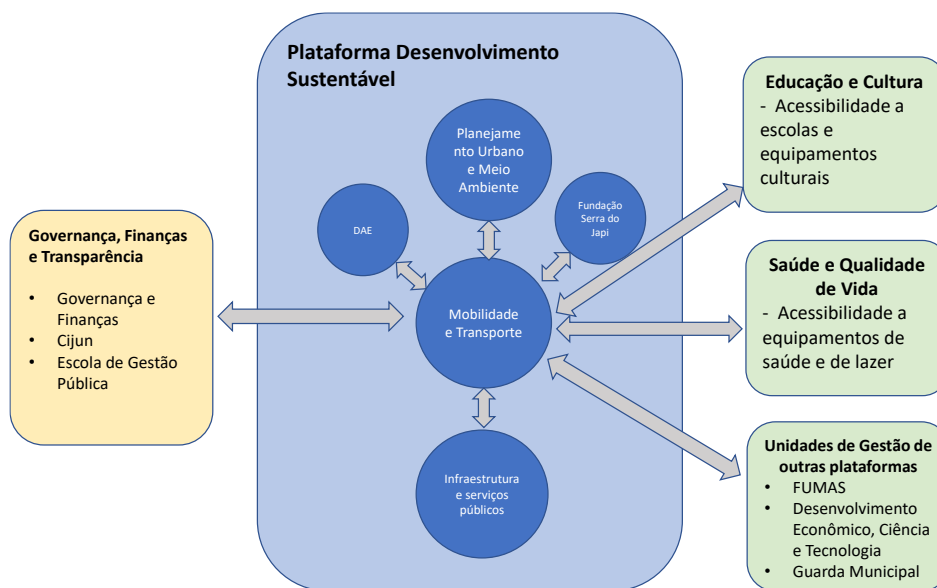 Plataforma Desenvolvimento
Sustentável
Planejame
nto Urbano
e Meio
Ambiente
DAE
Fundação
Serra do
Japi
Mobilidade
e Transporte
Infraestrutura
e serviços
públicos
Governança, Finanças
e Transparência
• Governança e
Finanças
• Cijun
• Escola de Gestão
Pública
Educação e Cultura
- Acessibilidade a
escolas e
equipamentos
culturais
Saúde e Qualidade
de Vida
- Acessibilidade a
equipamentos de
saúde e de lazer
Unidades de Gestão de
outras plataformas
• FUMAS
• Desenvolvimento
Econômico, Ciência
e Tecnologia
• Guarda Municipal